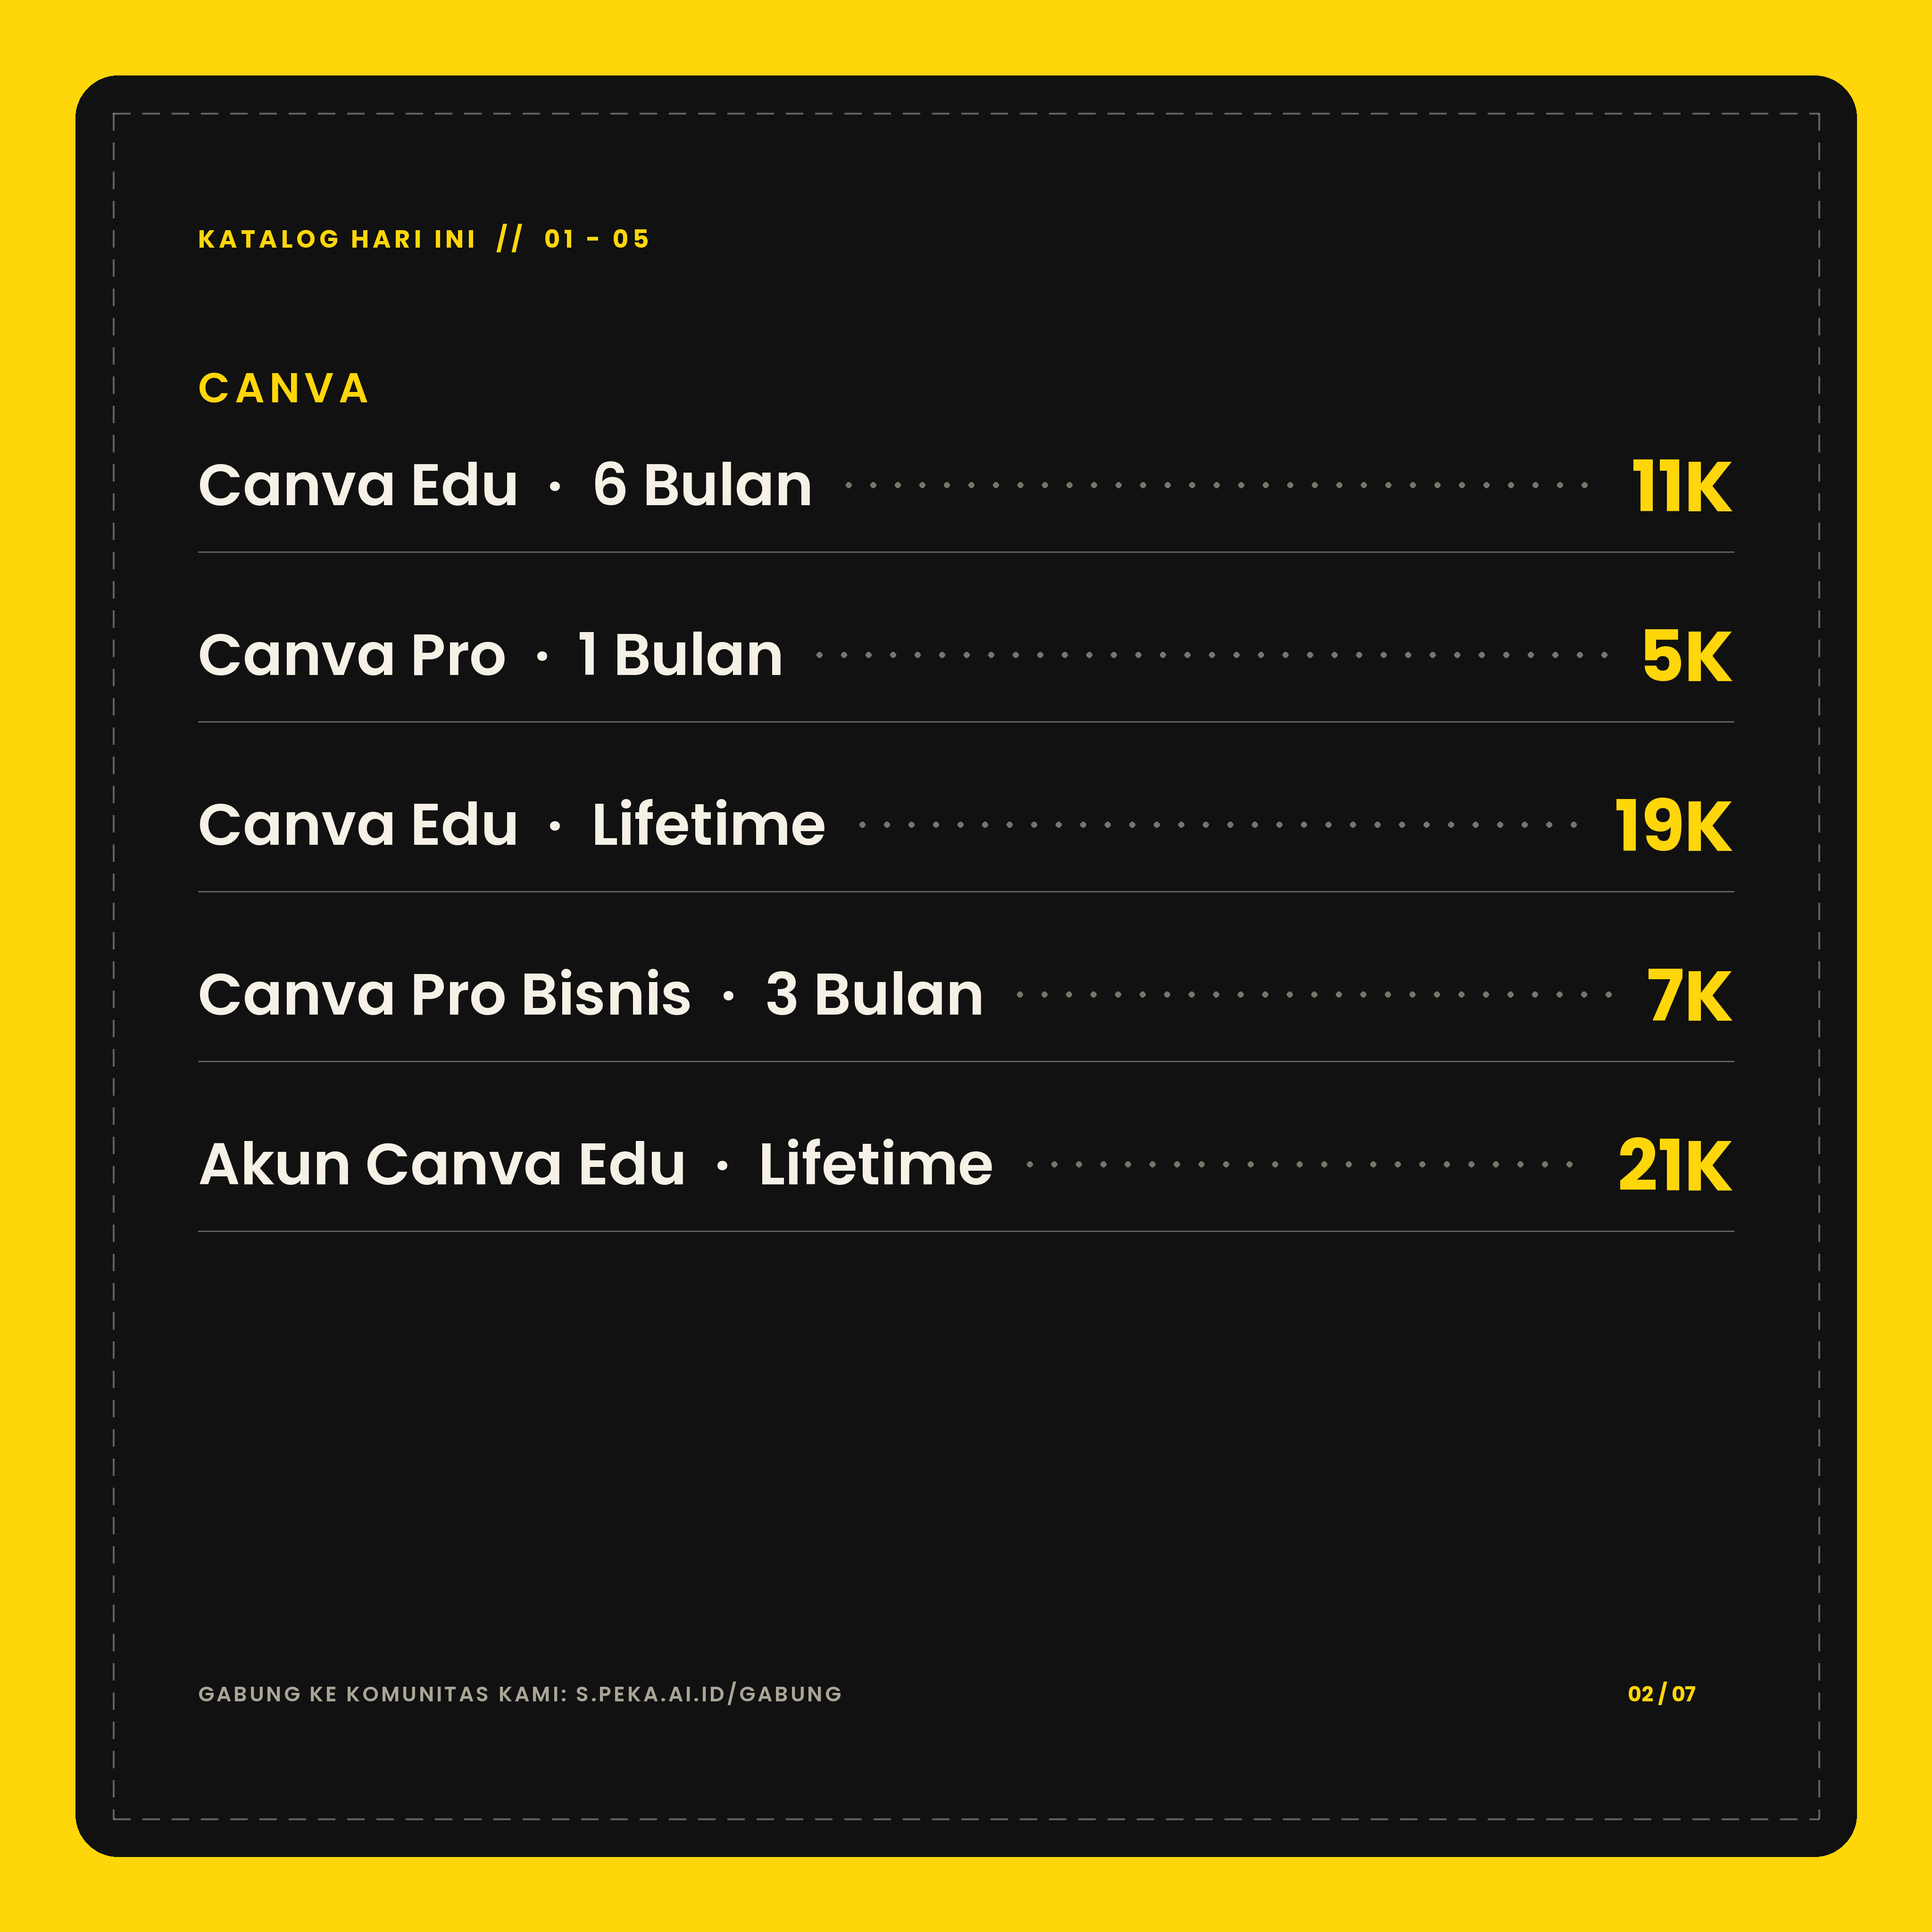 KATALOG HARI INI // 01 - 05
CANVA
Canva Edu · 6 Bulan 11K
Canva Pro · 1 Bulan 5K
Canva Edu · Lifetime 19K
Canva Pro Bisnis · 3 Bulan 7K
Akun Canva Edu · Lifetime 21K
GABUNG KE KOMUNITAS KAMI: S.PEKA.AI.ID/GABUNG 02 / 07